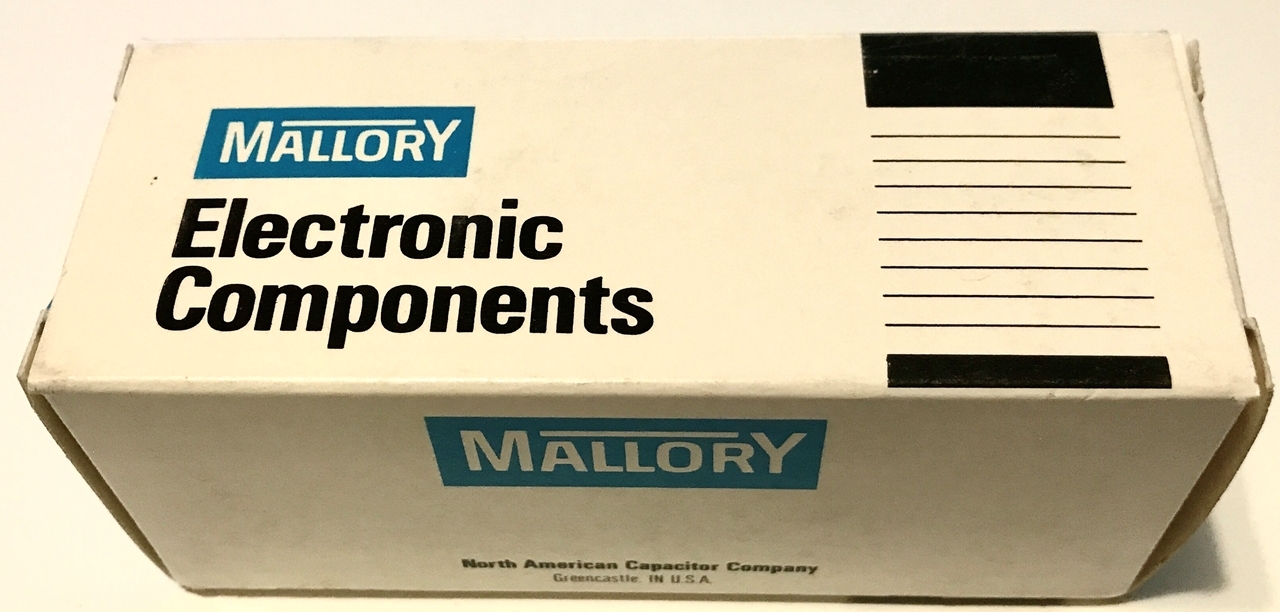 MALLORY
Electronic
Components
MALLORY
North American Capacitor Company
Greencastle, IN U.S.A.